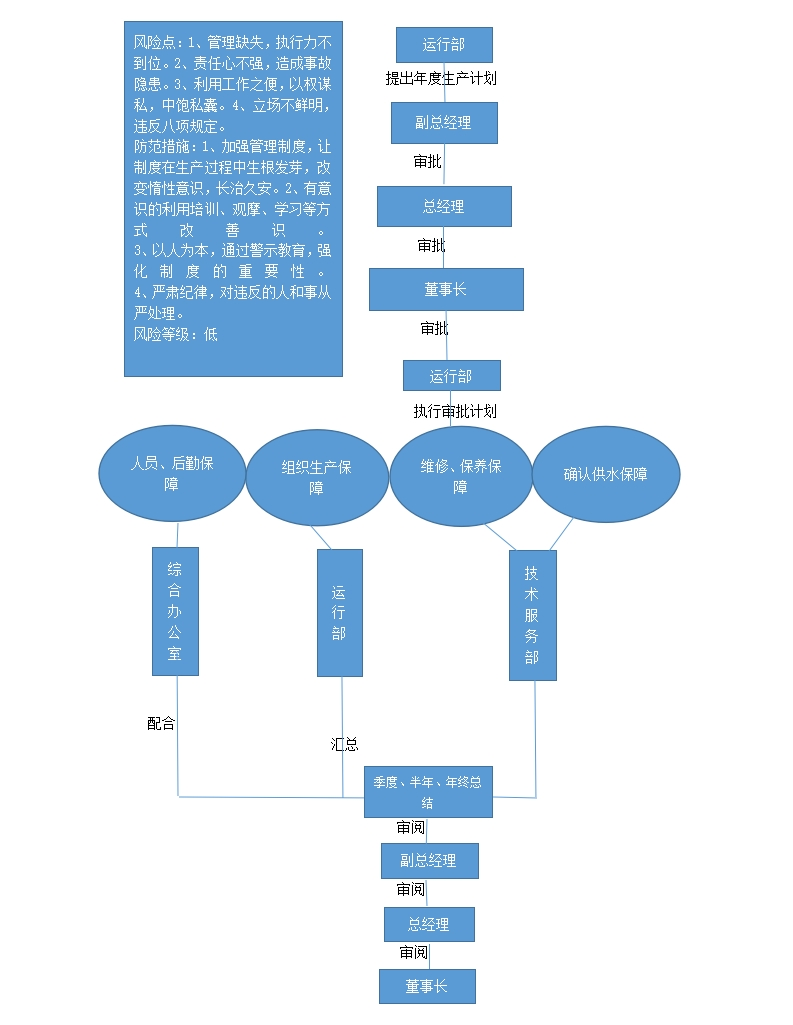 风险点：1、管理缺失，执行力不
到位。2、责任心不强，造成事故
隐患。3、利用工作之便，以权谋
私，中饱私囊。4、立场不鲜明，
违反八项规定。
防范措施：1、加强管理制度，让
制度在生产过程中生根发芽，改
变惰性意识，长治久安。2、有意
识的利用培训、观摩、学习等方
式改善识。
3、以人为本，通过警示教育，强
化制度的重要性。
4、严肃纪律，对违反的人和事从
严处理。
风险等级：低
运行部
提出年度生产计划
副总经理
审批
总经理
审批
董事长
审批
运行部
执行审批计划
人员、后勤保
障
组织生产保
障
维修、保养保
障
确认供水保障
综
合
办
公
室
运
行
部
技
术
服
务
部
配合
汇总
季度、半年、年终总
结
审阅
副总经理
审阅
总经理
审阅
董事长